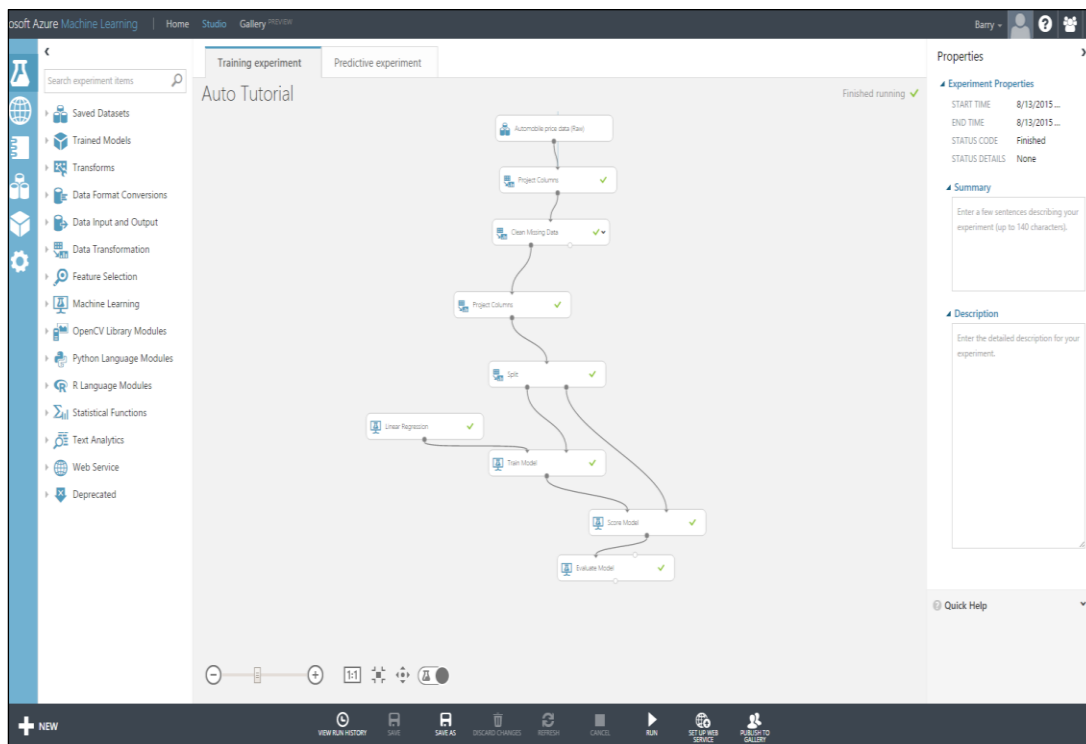 osoft Azure Machine Learning | Home Studio Gallery PREVIEW Barry
Search experiment items
Saved Datasets
Trained Models
Transforms
Data Format Conversions
Data Input and Output
Data Transformation
Feature Selection
Machine Learning
OpenCV Library Modules
Python Language Modules
R Language Modules
Statistical Functions
Text Analytics
Web Service
Deprecated
Training experiment
Predictive experiment
Auto Tutorial
Finished running
Automobile price data (Raw)
Project Columns
Clean Missing Data
Project Columns
Split
Linear Regression
Train Model
Score Model
Evaluate Model
1:1
Properties
Experiment Properties
START TIME 8/13/2015 ...
END TIME 8/13/2015 ...
STATUS CODE Finished
STATUS DETAILS None
Summary
Enter a few sentences describing your
experiment (up to 140 characters).
Description
Enter the detailed description for your
experiment.
Quick Help
NEW
VIEW RUN HISTORY
SAVE
SAVE AS
DISCARD CHANGES
REFRESH
CANCEL
RUN
SET UP WEB
SERVICE
PUBLISH TO
GALLERY